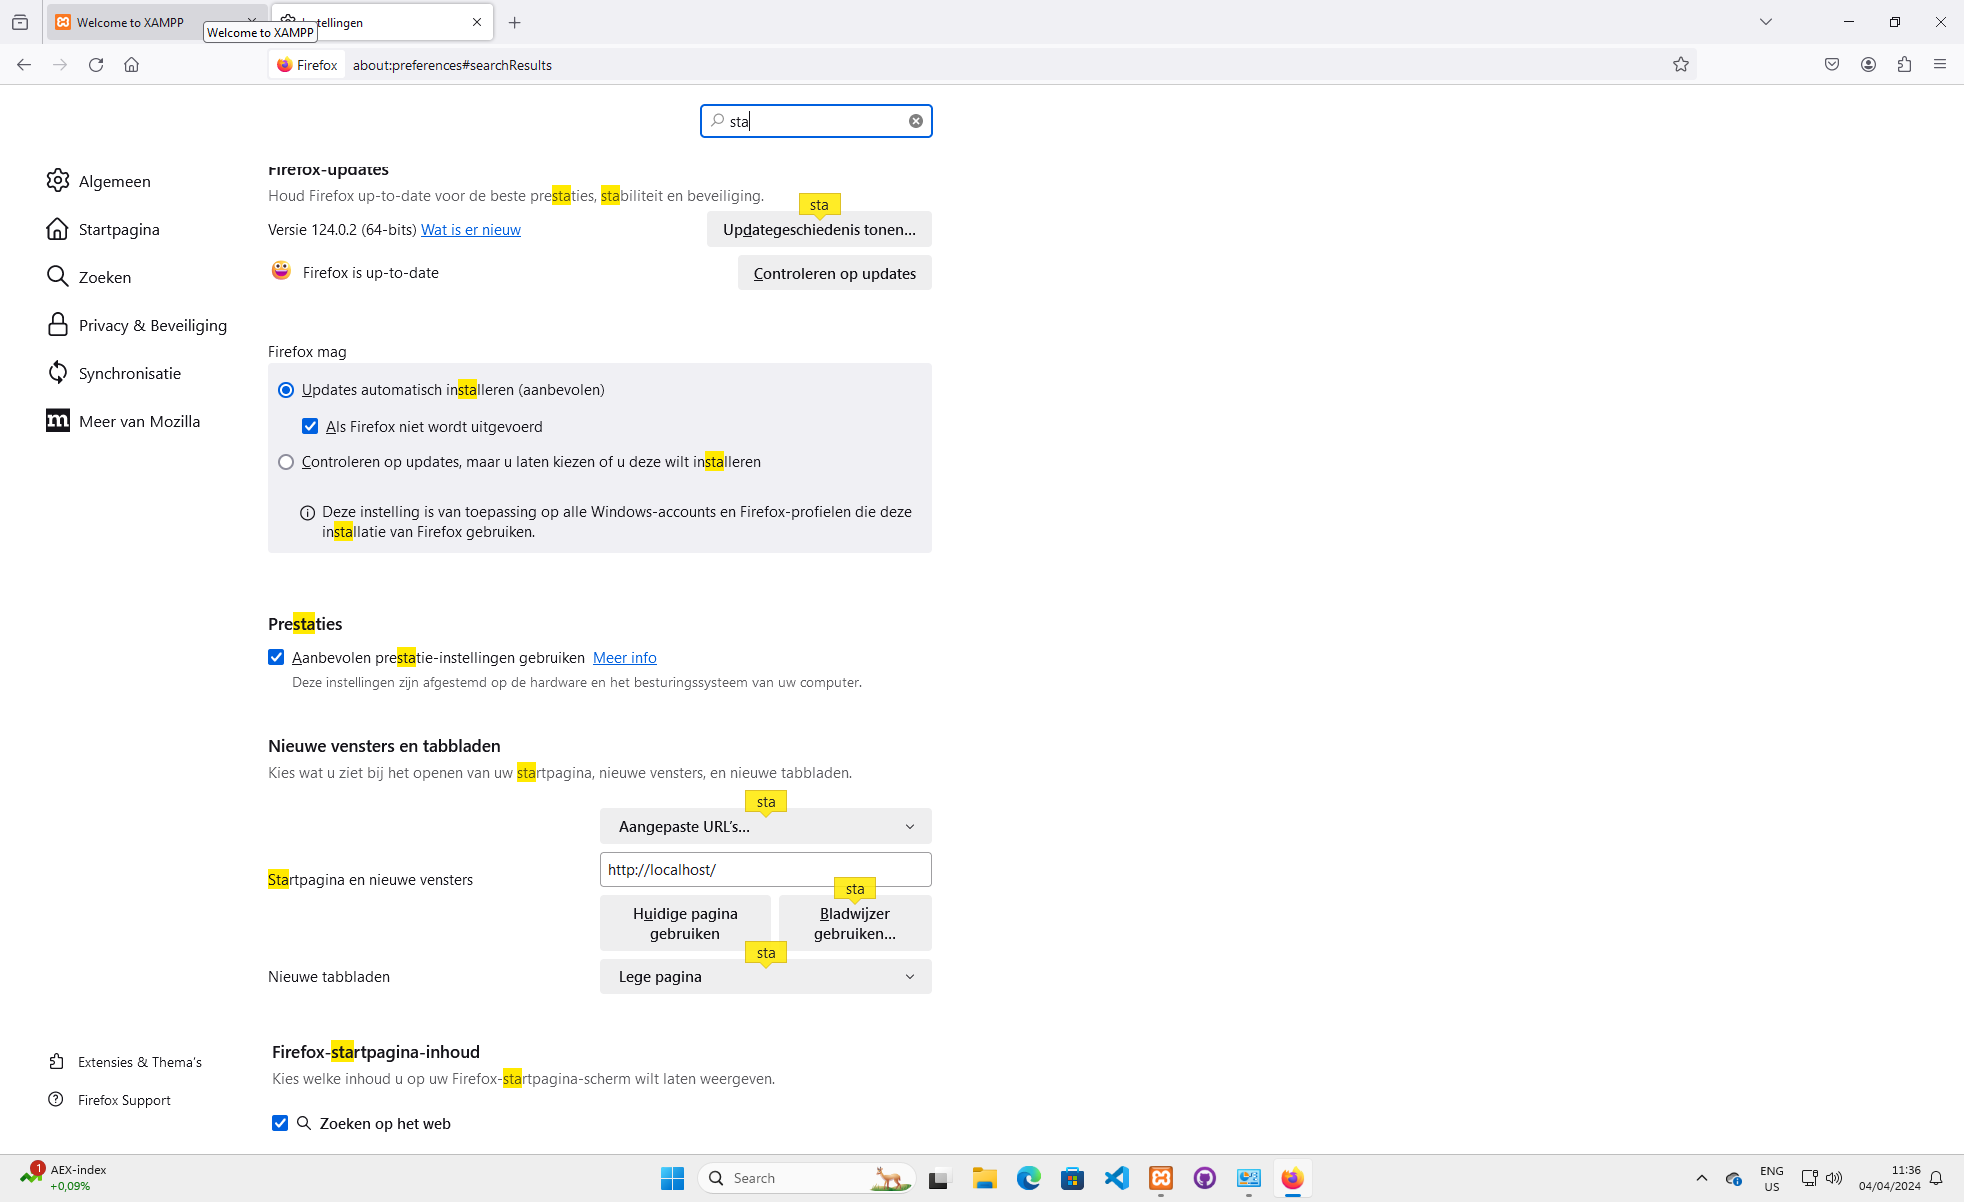 Welcome to XAMPP
Instellingen
Welcome to XAMPP
Firefox
about:preferences#searchResults
sta
Algemeen
Startpagina
Zoeken
Privacy & Beveiliging
Synchronisatie
Meer van Mozilla
Extensies & Thema's
Firefox Support
Firefox-updates
Houd Firefox up-to-date voor de beste prestaties, stabiliteit en beveiliging.
sta
Versie 124.0.2 (64-bits) Wat is er nieuw
Updategeschiedenis tonen...
Firefox is up-to-date
Controleren op updates
Firefox mag
Updates automatisch installeren (aanbevolen)
Als Firefox niet wordt uitgevoerd
Controleren op updates, maar u laten kiezen of u deze wilt installeren
Deze instelling is van toepassing op alle Windows-accounts en Firefox-profielen die deze
installatie van Firefox gebruiken.
Prestaties
Aanbevolen prestatie-instellingen gebruiken Meer info
Deze instellingen zijn afgestemd op de hardware en het besturingssysteem van uw computer.
Nieuwe vensters en tabbladen
Kies wat u ziet bij het openen van uw startpagina, nieuwe vensters, en nieuwe tabbladen.
sta
Aangepaste URL's...
Startpagina en nieuwe vensters
http://localhost/
sta
Huidige pagina
gebruiken
Bladwijzer
gebruiken...
sta
Nieuwe tabbladen
Lege pagina
Firefox-startpagina-inhoud
Kies welke inhoud u op uw Firefox-startpagina-scherm wilt laten weergeven.
Zoeken op het web
1
AEX-index
+0,09%
Search
ENG
US
11:36
04/04/2024